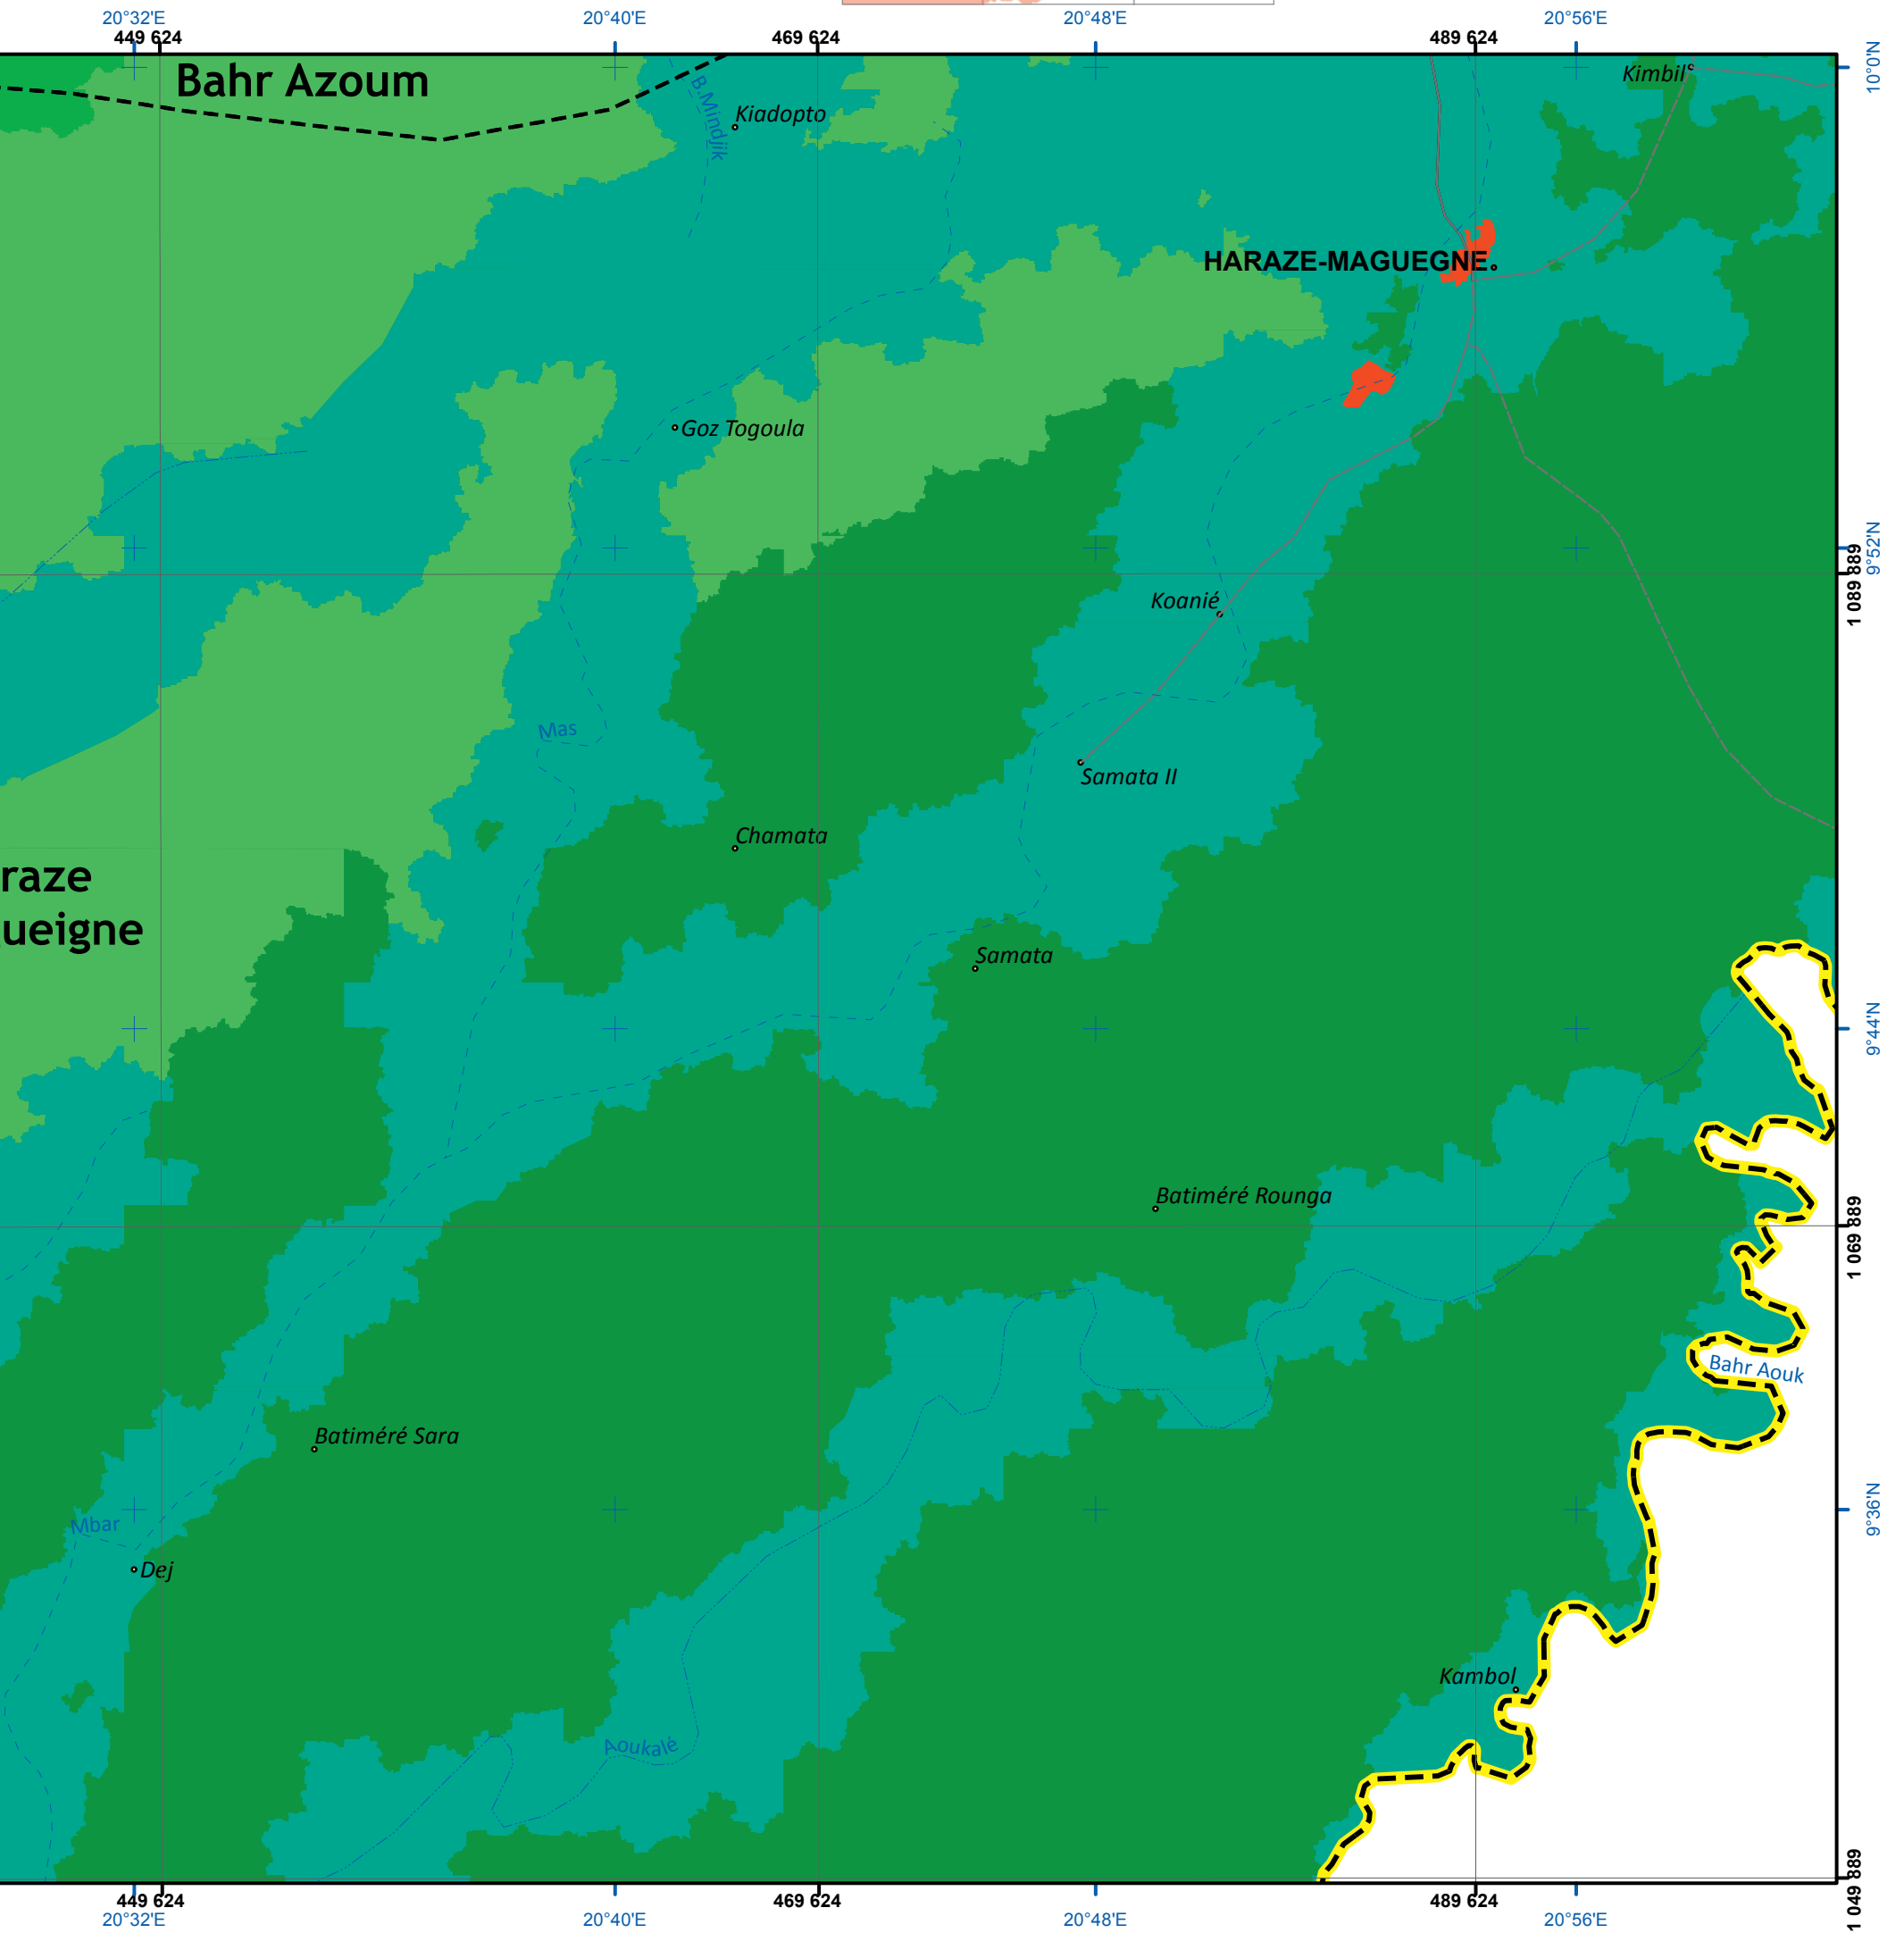 20°32'E 20°40'E 20°48'E 20°56'E
449 624 469 624 489 624
10°0'N
Bahr Azoum
Kimbil
B.Mindjik
Kiadopto
HARAZE-MAGUEGNE
Goz Togoula
9°52'N
1 089 889
Koanié
Mas
Samata II
Chamata
raze
ueigne
Samata
9°44'N
Batiméré Rounga
1 069 889
Bahr Aouk
Batiméré Sara
9°36'N
Mbar
Dej
Kambol
Aoukalé
1 049 889
449 624 469 624 489 624
20°32'E 20°40'E 20°48'E 20°56'E